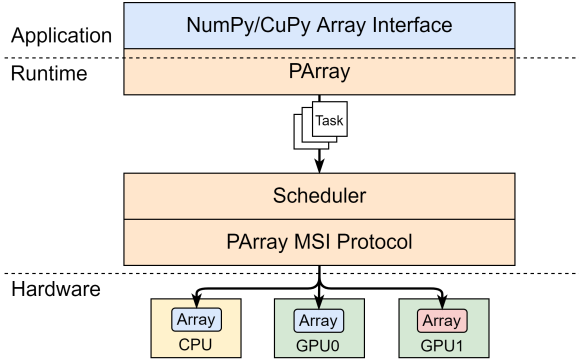 NumPy/CuPy Array Interface
Application
Runtime
PArray
Task
Scheduler
PArray MSI Protocol
Hardware
Array Array Array
CPU GPU0 GPU1